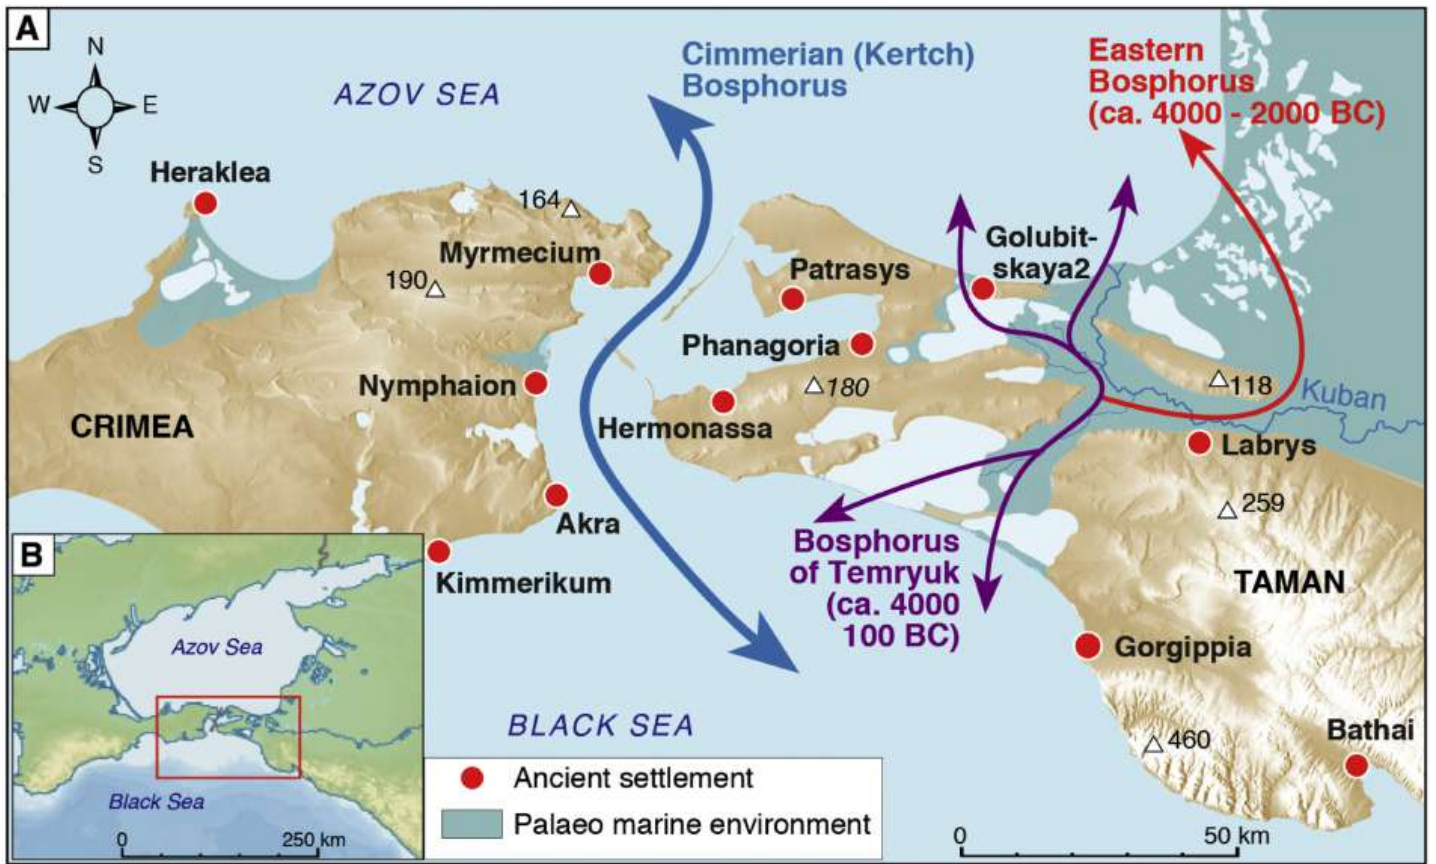 A
N
W E
S
AZOV SEA
Cimmerian (Kertch)
Bosphorus
Eastern
Bosphorus
(ca. 4000 - 2000 BC)
Heraklea
164
Myrmecium
190
Golubit-
skaya2
Patrasys
Phanagoria
180
118
Kuban
Nymphaion
CRIMEA
Hermonassa
Labrys
259
Akra
Kimmerikum
Bosphorus
of Temryuk
(ca. 4000
100 BC)
TAMAN
Gorgippia
460
Bathai
BLACK SEA
B
Azov Sea
Black Sea
0 250 km
Ancient settlement
Palaeo marine environment
0 50 km